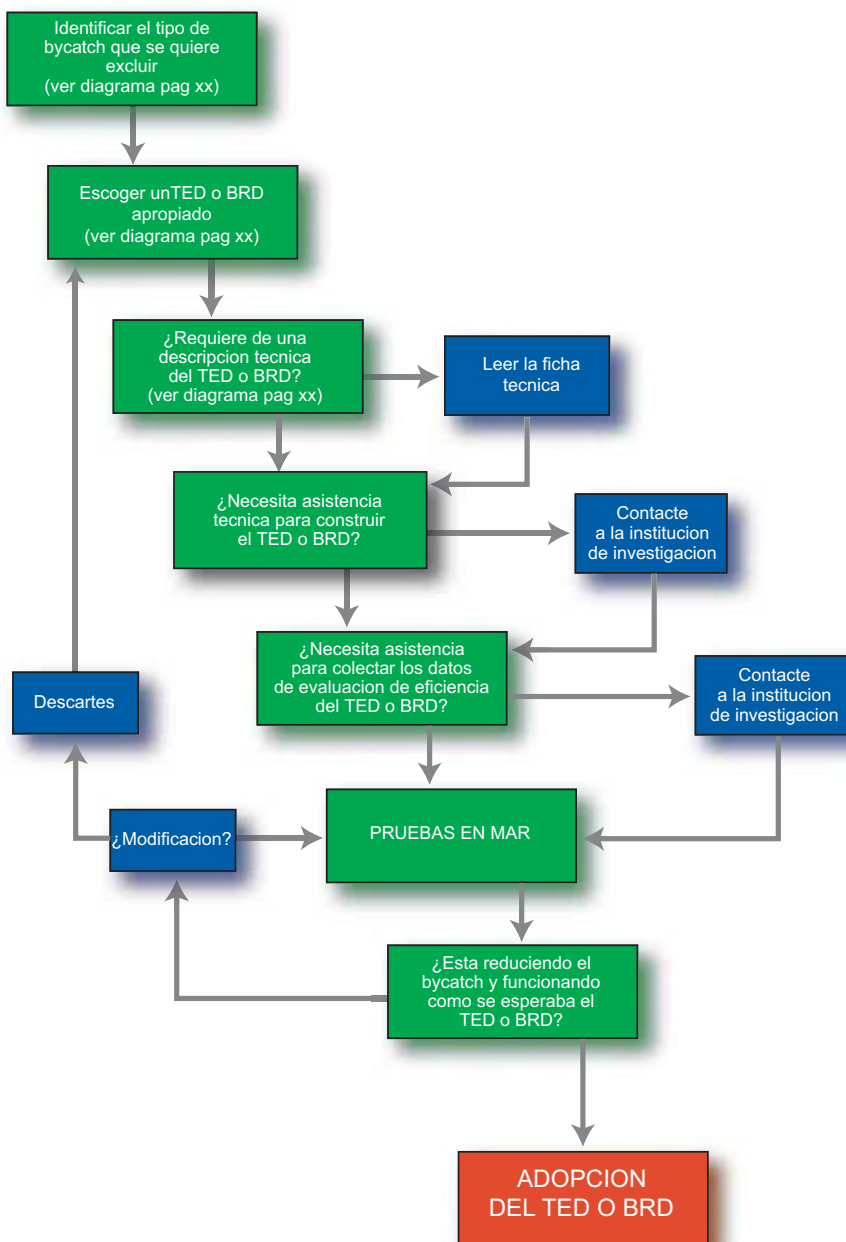 Identificar el tipo de
bycatch que se quiere
excluir
(ver diagrama pag xx)
Escoger unTED o BRD
apropiado
(ver diagrama pag xx)
¿Requiere de una
descripcion tecnica
del TED o BRD?
(ver diagrama pag xx)
Leer la ficha
tecnica
¿Necesita asistencia
tecnica para construir
el TED o BRD?
Contacte
a la institucion
de investigacion
¿Necesita asistencia
para colectar los datos
de evaluacion de eficiencia
del TED o BRD?
Contacte
a la institucion
de investigacion
Descartes
¿Modificacion?
PRUEBAS EN MAR
¿Esta reduciendo el
bycatch y funcionando
como se esperaba el
TED o BRD?
ADOPCION
DEL TED O BRD